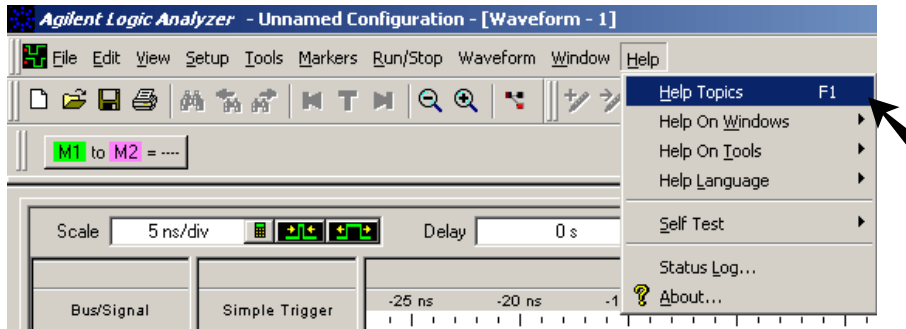 Agilent Logic Analyzer - Unnamed Configuration - [Waveform - 1]
File Edit View Setup Tools Markers Run/Stop Waveform Window Help
T
Help Topics F1
Help On Windows
M1 to M2 = ----
Help On Tools
Help Language
Scale 5 ns/div Delay 0 s
Self Test
Status Log...
Bus/Signal Simple Trigger -25 ns -20 ns
About...